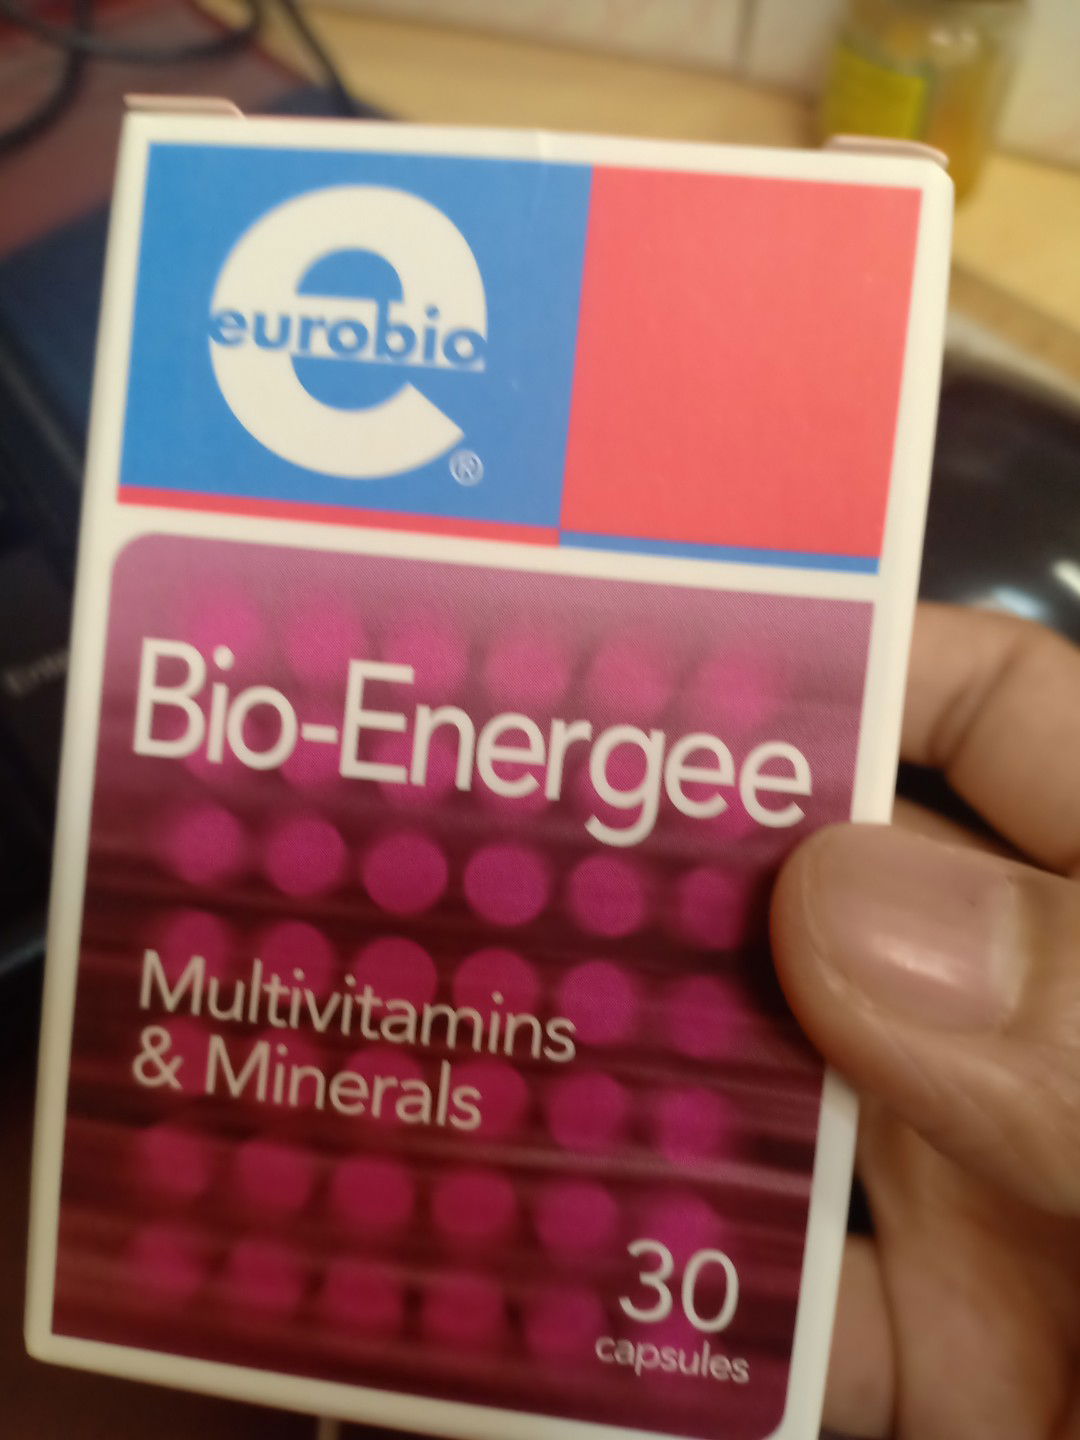 eurobio
®
Bio-Energee
Multivitamins
& Minerals
30
capsules